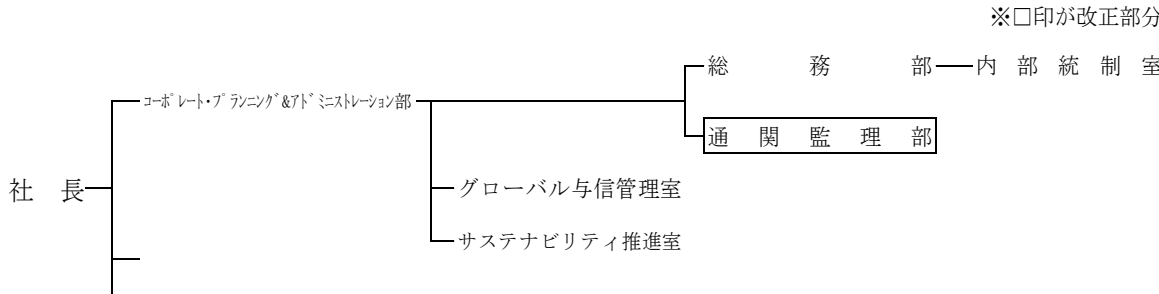 ※□印が改正部分
総務部
内部統制室
コーポレート・プランニング&アドミニストレーション部
通関監理部
社長
グローバル与信管理室
サステナビリティ推進室